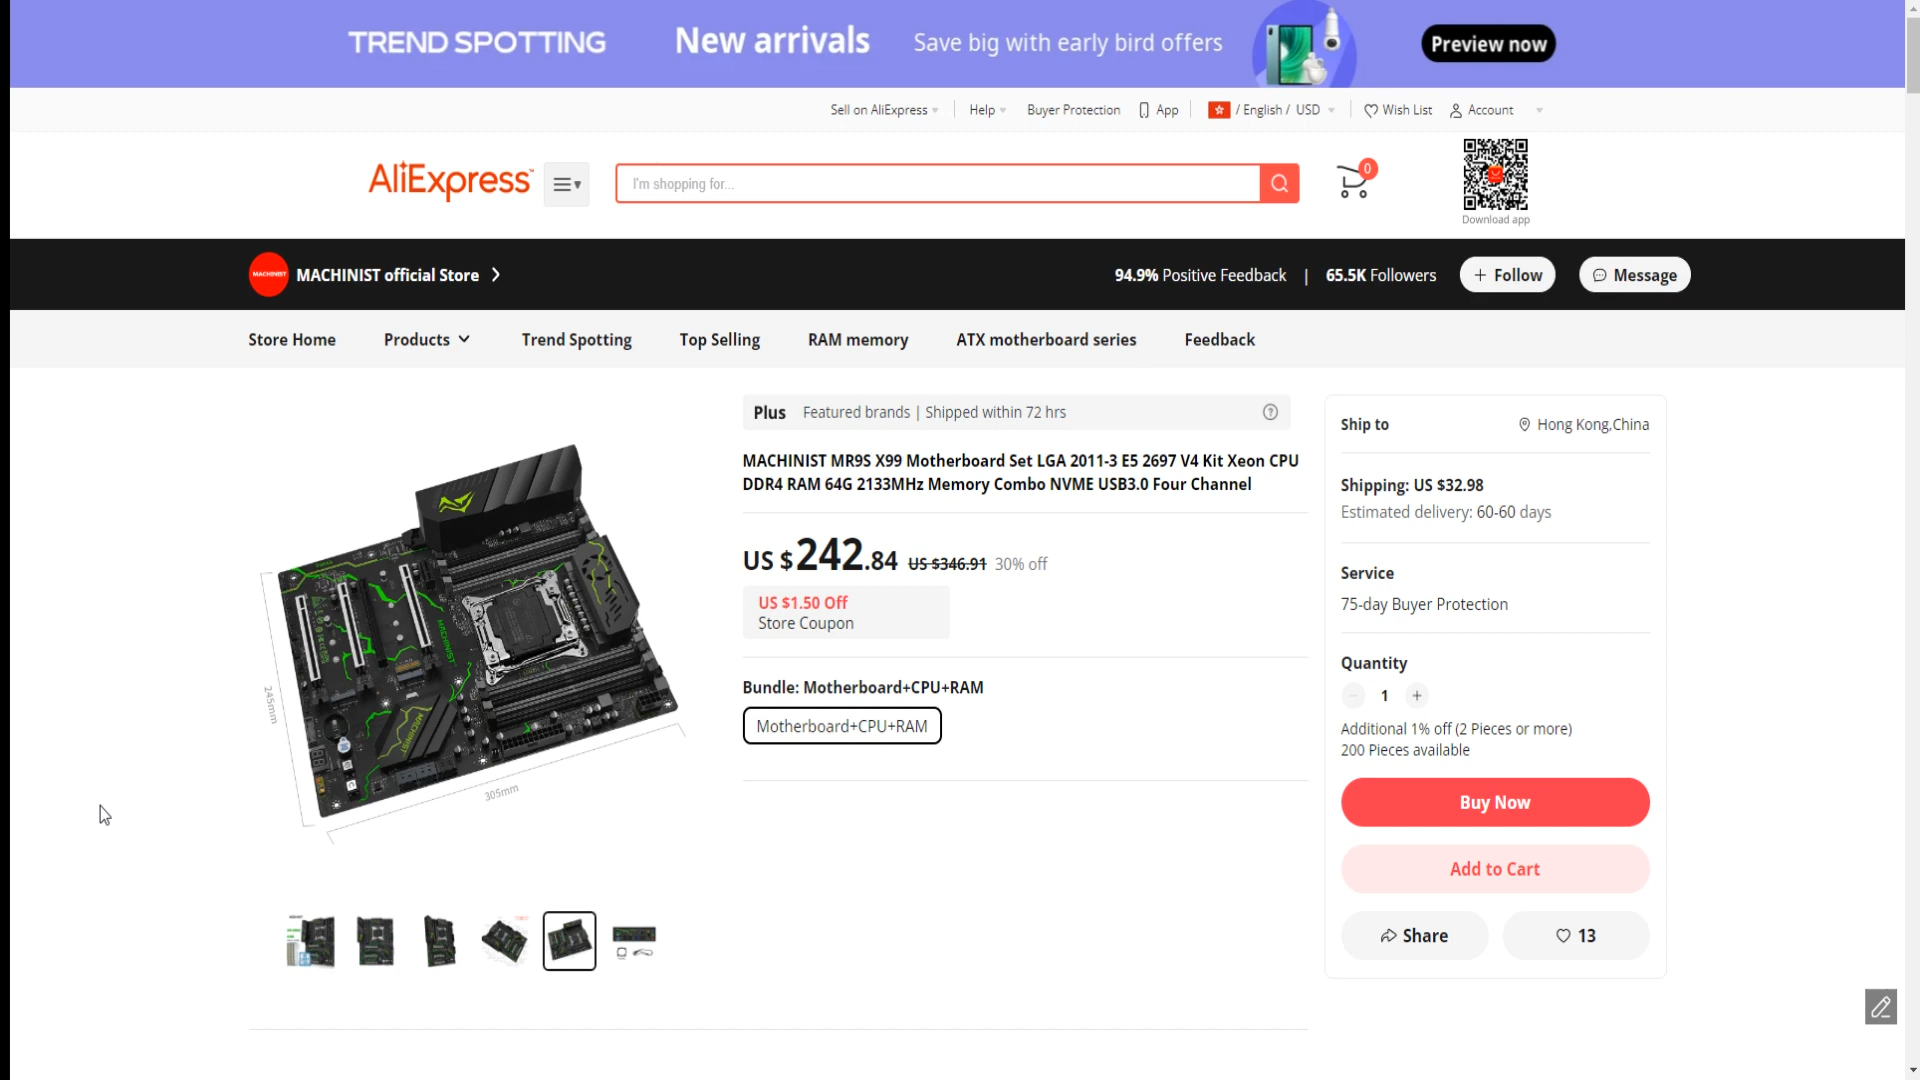 TREND SPOTTING New arrivals Save big with early bird offers Preview now
Sell on AliExpress Help Buyer Protection App / English / USD Wish List Account
AliExpress I'm shopping for... 0
Download app
MACHINIST MACHINIST official Store 94.9% Positive Feedback | 65.5K Followers + Follow Message
Store Home Products Trend Spotting Top Selling RAM memory ATX motherboard series Feedback
Plus Featured brands | Shipped within 72 hrs
MACHINIST MR9S X99 Motherboard Set LGA 2011-3 E5 2697 V4 Kit Xeon CPU
DDR4 RAM 64G 2133MHz Memory Combo NVME USB3.0 Four Channel
US $242.84 US $346.91 30% off
US $1.50 Off
Store Coupon
Bundle: Motherboard+CPU+RAM
Motherboard+CPU+RAM
MACHINIST
MACHINIST
245mm
305mm
Ship to Hong Kong,China
Shipping: US $32.98
Estimated delivery: 60-60 days
Service
75-day Buyer Protection
Quantity
- 1 +
Additional 1% off (2 Pieces or more)
200 Pieces available
Buy Now
Add to Cart
Share 13